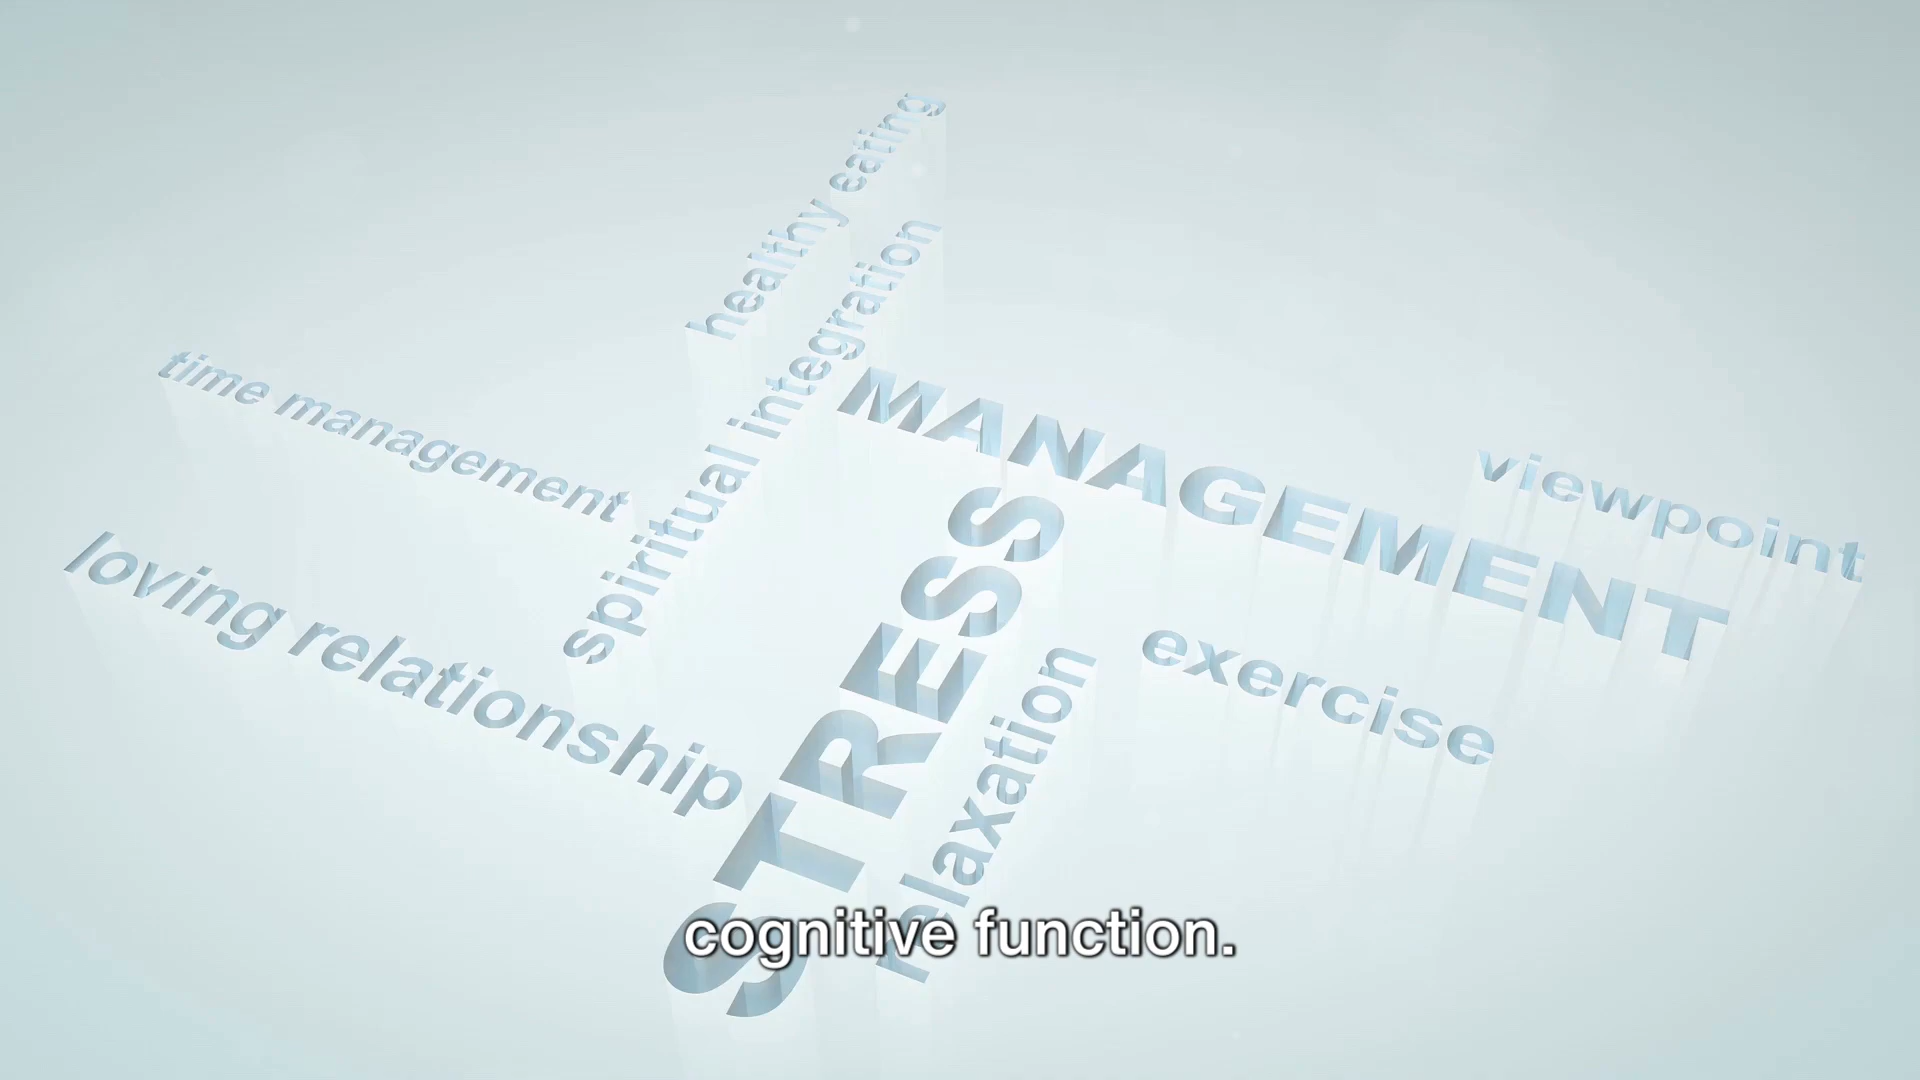 healthy eating
spiritual integration
time management
MANAGEMENT
viewpoint
loving relationship
STRESS
exercise
relaxation
cognitive function.